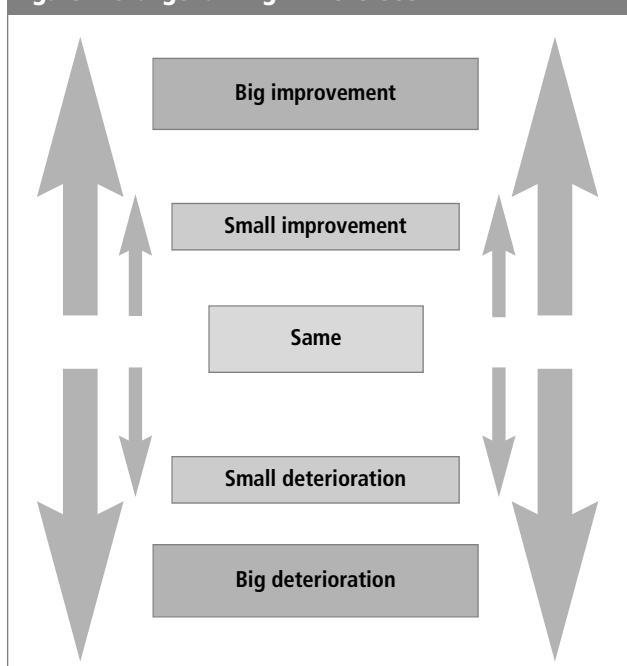 Big improvement
Small improvement
Same
Small deterioration
Big deterioration